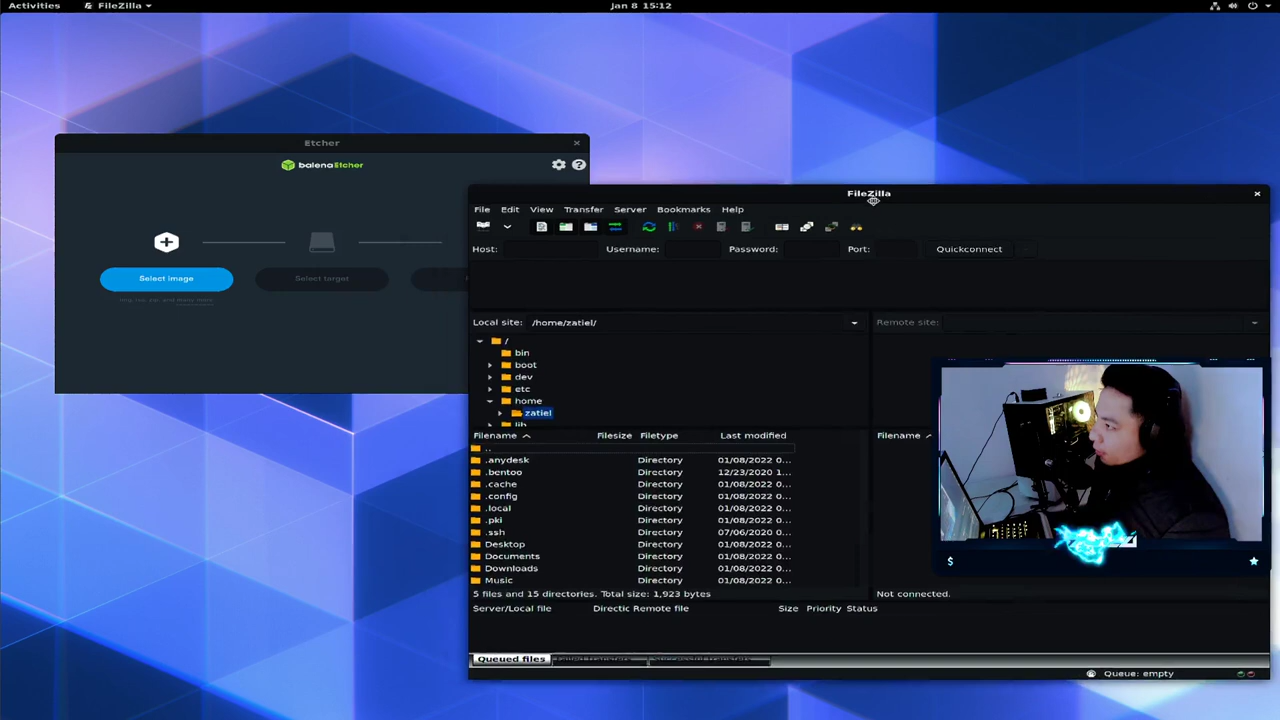 Activities FileZilla Jan 8 15:12
Etcher
balenaEtcher
Select image Select target
FileZilla
File Edit View Transfer Server Bookmarks Help
Host: Username: Password: Port: Quickconnect
Local site: /home/zatiel/ Remote site:
/
bin
boot
dev
etc
home
zatiel
lib
Filename Filesize Filetype Last modified Filename
..
.anydesk Directory 01/08/2022 0...
.bentoo Directory 12/23/2020 1...
.cache Directory 01/08/2022 0...
.config Directory 01/08/2022 0...
.local Directory 01/08/2022 0...
.pki Directory 01/08/2022 0...
.ssh Directory 07/06/2020 0...
Desktop Directory 01/08/2022 0...
Documents Directory 01/08/2022 0...
Downloads Directory 01/08/2022 0...
Music Directory 01/08/2022 0...
$
5 files and 15 directories. Total size: 1,923 bytes Not connected.
Server/Local file Directic Remote file Size Priority Status
Queued files
Queue: empty